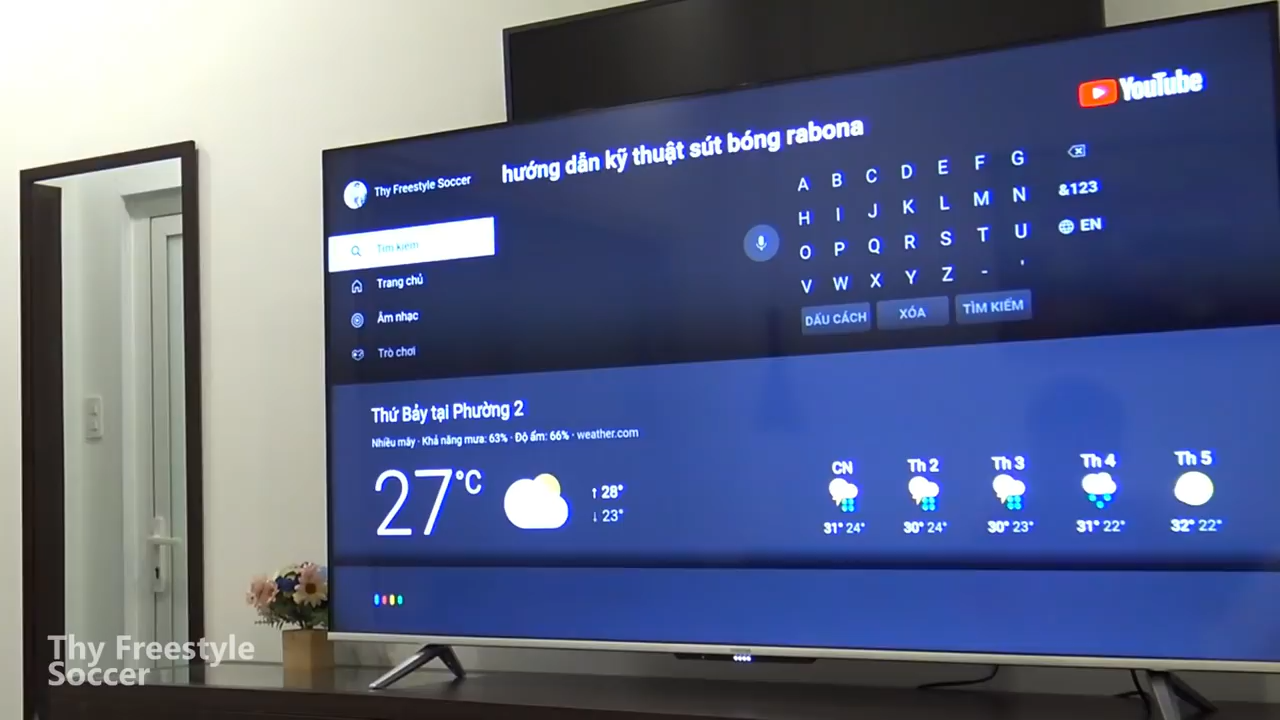 YouTube
hướng dẫn kỹ thuật sút bóng rabona
Thy Freestyle Soccer
Tìm kiếm
Trang chủ
Âm nhạc
Trò chơi
A B C D E F G
H I J K L M N &123
O P Q R S T U EN
V W X Y Z - '
DẤU CÁCH XÓA TÌM KIẾM
Thứ Bảy tại Phường 2
Nhiều mây · Khả năng mưa: 63% · Độ ẩm: 66% · weather.com
27°C
↑ 28°
↓ 23°
CN Th 2 Th 3 Th 4 Th 5
31° 24° 30° 24° 30° 23° 31° 22° 32° 22°
Thy Freestyle
Soccer